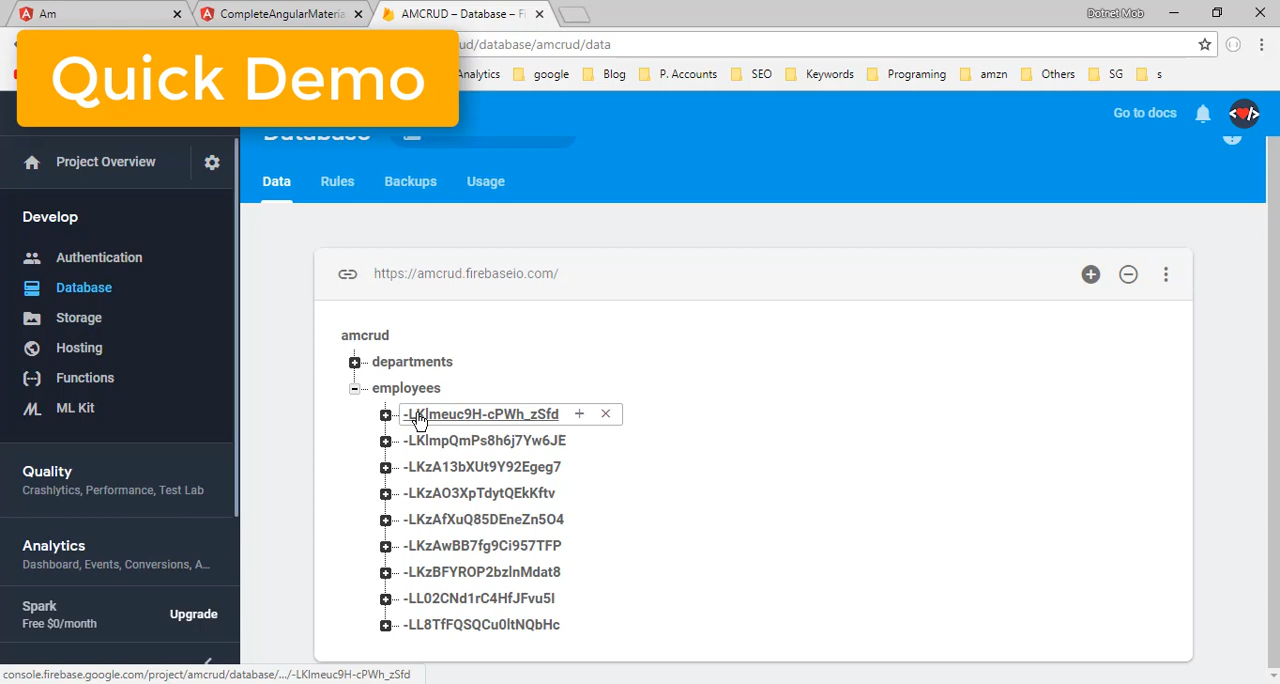 Am
CompleteAngularMateria
AMCRUD – Database – Fi
Dotnet Mob
Quick Demo
ud/database/amcrud/data
Analytics
google
Blog
P. Accounts
SEO
Keywords
Programing
amzn
Others
SG
s
Database
Go to docs
Project Overview
Data
Rules
Backups
Usage
Develop
Authentication
Database
Storage
Hosting
Functions
ML Kit
Quality
Crashlytics, Performance, Test Lab
Analytics
Dashboard, Events, Conversions, A...
Spark
Free $0/month
Upgrade
https://amcrud.firebaseio.com/
amcrud
departments
employees
-LKlmeuc9H-cPWh_zSfd
-LKlmpQmPs8h6j7Yw6JE
-LKzA13bXUt9Y92Egeg7
-LKzAO3XpTdytQEkKftv
-LKzAfXuQ85DEneZn5O4
-LKzAwBB7fg9Ci957TFP
-LKzBFYROP2bzlnMdat8
-LL02CNd1rC4HfJFvu5I
-LL8TfFQSQCu0ltNQbHc
console.firebase.google.com/project/amcrud/database/.../-LKlmeuc9H-cPWh_zSfd